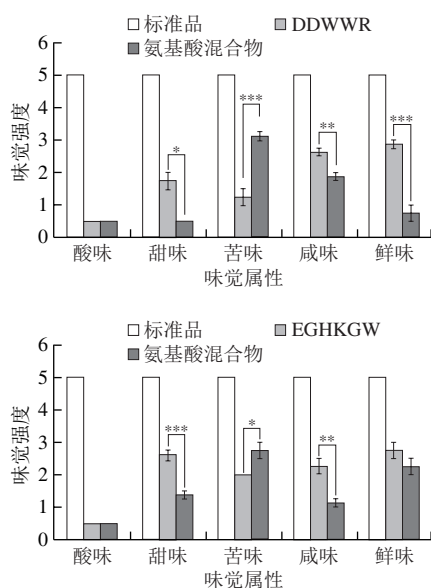 标准品 DDWWR
氨基酸混合物
味觉强度
6
5
4
3
2
1
0
* *** ** ***
酸味 甜味 苦味 咸味 鲜味
味觉属性
标准品 EGHKGW
氨基酸混合物
味觉强度
6
5
4
3
2
1
0
*** * **
酸味 甜味 苦味 咸味 鲜味
味觉属性